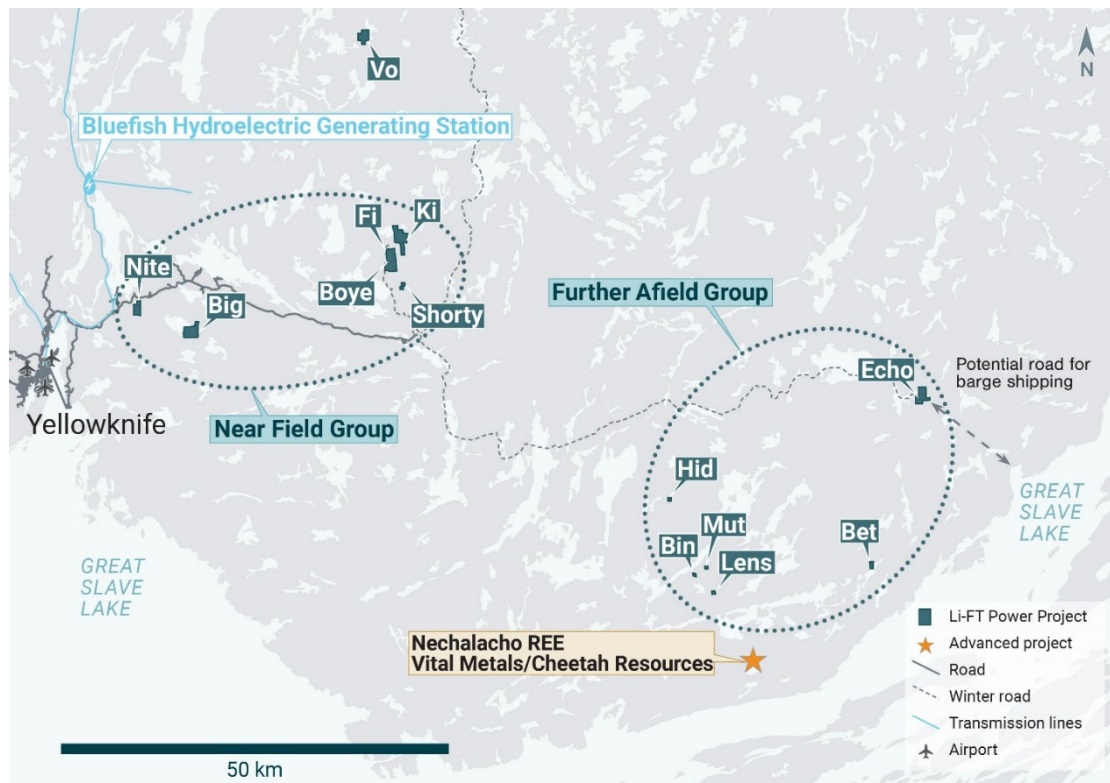 Vo
N
Bluefish Hydroelectric Generating Station
Fi
Ki
Nite
Big
Boye
Shorty
Further Afield Group
Yellowknife
Near Field Group
Echo
Potential road for
barge shipping
Hid
Mut
Bin
Lens
Bet
GREAT
SLAVE
LAKE
GREAT
SLAVE
LAKE
Nechalacho REE
Vital Metals/Cheetah Resources
Li-FT Power Project
Advanced project
Road
Winter road
Transmission lines
Airport
50 km